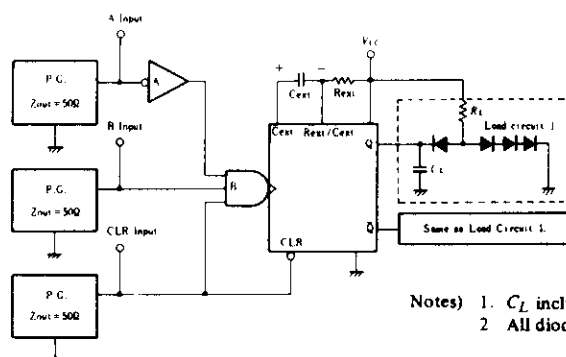 A Input
P.G.
Zout = 50Ω
A
B Input
P.G.
Zout = 50Ω
B
CLR Input
P.G.
Zout = 50Ω
+
−
Cext
Rext
VCC
Cext
Rext/Cext
Q
Q̄
CLR
RL
Load circuit 1
CL
Same as Load Circuit 1.
Notes) 1. CL inclu
2 All diod